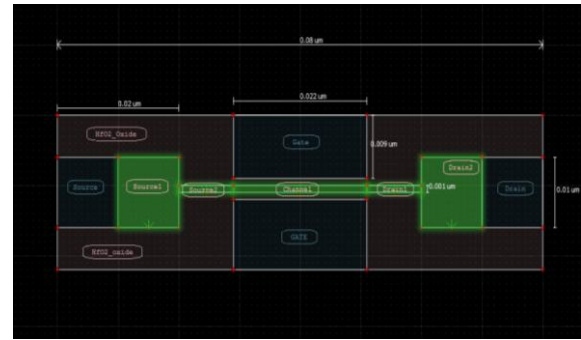 0.08 um
0.02 um
0.022 um
HfO2_Oxide
Gate
0.009 um
Source
Source1
Source2
Channel
Drain1
Drain2
0.001 um
Drain
0.01 um
GATE
HfO2_oxide